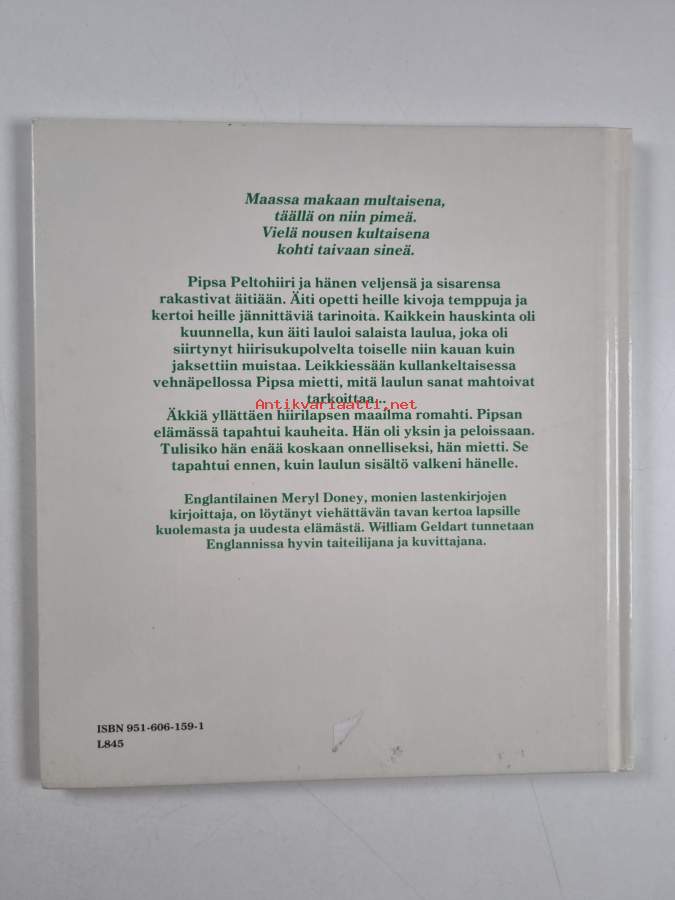 Maassa makaan multaisena,
täällä on niin pimeä.
Vielä nousen kultaisena
kohti taivaan sineä.
Pipsa Peltohiiri ja hänen veljensä ja sisarensa
rakastivat äitiään. Äiti opetti heille kivoja temppuja ja
kertoi heille jännittäviä tarinoita. Kaikkein hauskinta oli
kuunnella, kun äiti lauloi salaista laulua, joka oli
siirtynyt hiirisukupolvelta toiselle niin kauan kuin
jaksettiin muistaa. Leikkiessään kullankeltaisessa
vehnäpellossa Pipsa mietti, mitä laulun sanat mahtoivat
tarkoittaa...
Antikvariaatti.net
Äkkiä yllättäen hiirilapsen maailma romahti. Pipsan
elämässä tapahtui kauheita. Hän oli yksin ja peloissaan.
Tulisiko hän enää koskaan onnelliseksi, hän mietti. Se
tapahtui ennen, kuin laulun sisältö valkeni hänelle.
Englantilainen Meryl Doney, monien lastenkirjojen
kirjoittaja, on löytänyt viehättävän tavan kertoa lapsille
kuolemasta ja uudesta elämästä. William Geldart tunnetaan
Englannissa hyvin taiteilijana ja kuvittajana.
ISBN 951-606-159-1
L845